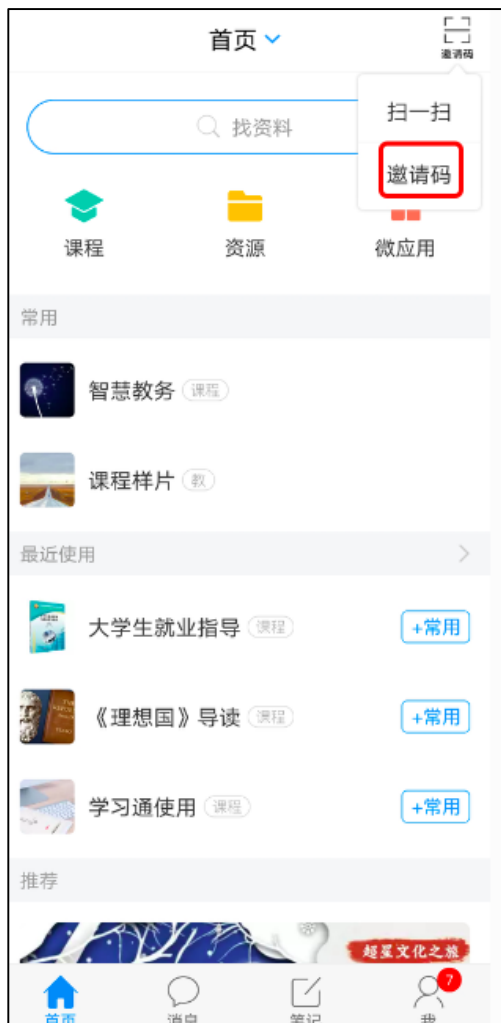 首页
邀请码
扫一扫
邀请码
找资料
课程
资源
微应用
常用
智慧教务 课程
课程样片 教
最近使用
大学生就业指导 课程 +常用
《理想国》导读 课程 +常用
学习通使用 课程 +常用
推荐
超星文化之旅
7
首页 消息 笔记 我